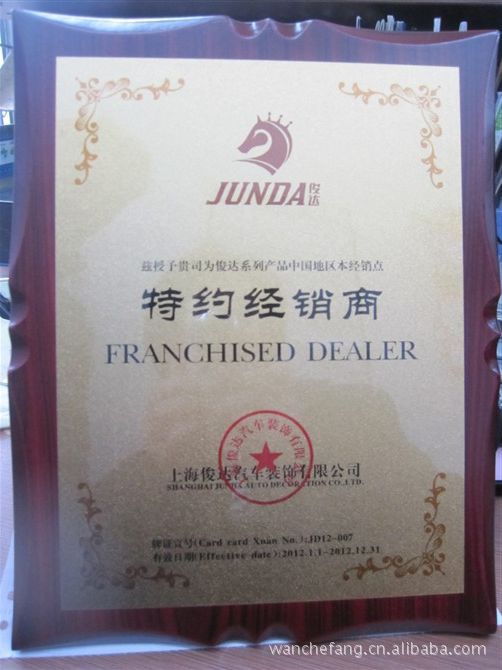 JUNDA俊达
兹授予贵司为俊达系列产品中国地区本经销点
特约经销商
FRANCHISED DEALER
上海俊达汽车装饰有限公司
SHANGHAI JUNDA AUTO DECORATION CO.,LTD.
牌证宣号(Card card Xuan No.):JD12-007
有效日期(Effective date):2012.1.1-2012.12.31
wanchefang.cn.alibaba.com